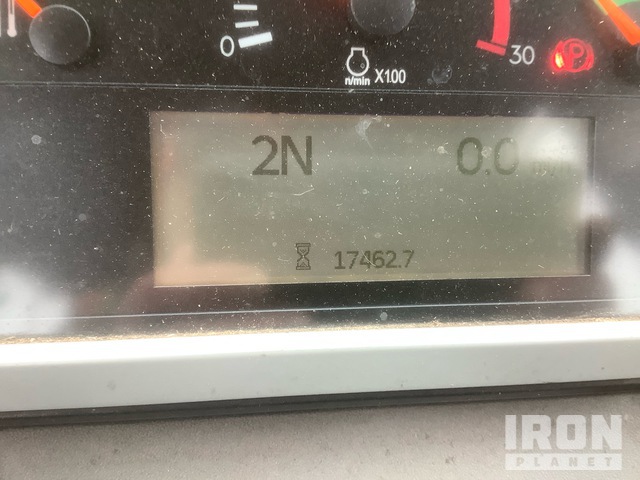 0
30
n/min X100
P
2N 0.0
17462.7
IRON
PLANET